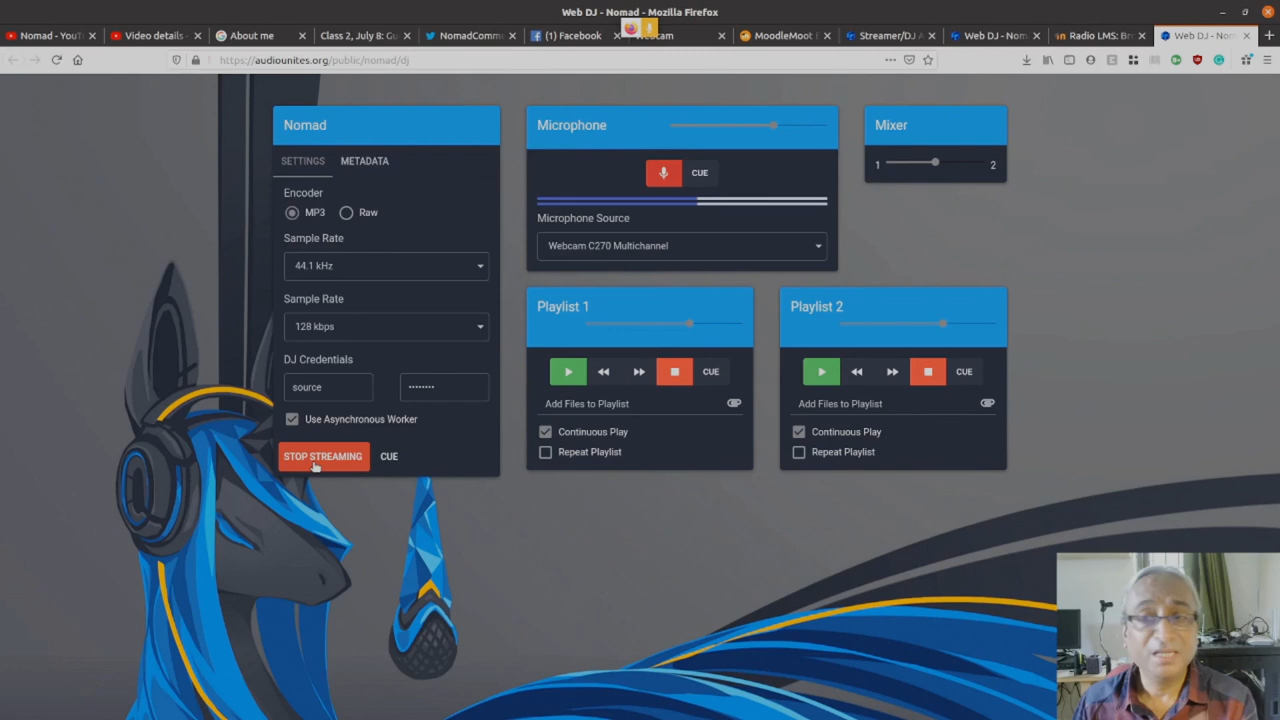 Web DJ - Nomad - Mozilla Firefox
Nomad - YouT
Video details -
About me
Class 2, July 8: Gu
NomadCommu
(1) Facebook
MoodleMoot
Streamer/DJ A
Web DJ - Nom
Radio LMS: Bro
Web DJ - Nom
https://audiounites.org/public/nomad/dj
Nomad
SETTINGS
METADATA
Encoder
MP3
Raw
Sample Rate
44.1 kHz
Sample Rate
128 kbps
DJ Credentials
source
••••••••
Use Asynchronous Worker
STOP STREAMING
CUE
Microphone
CUE
Microphone Source
Webcam C270 Multichannel
Mixer
1
2
Playlist 1
CUE
Add Files to Playlist
Continuous Play
Repeat Playlist
Playlist 2
CUE
Add Files to Playlist
Continuous Play
Repeat Playlist